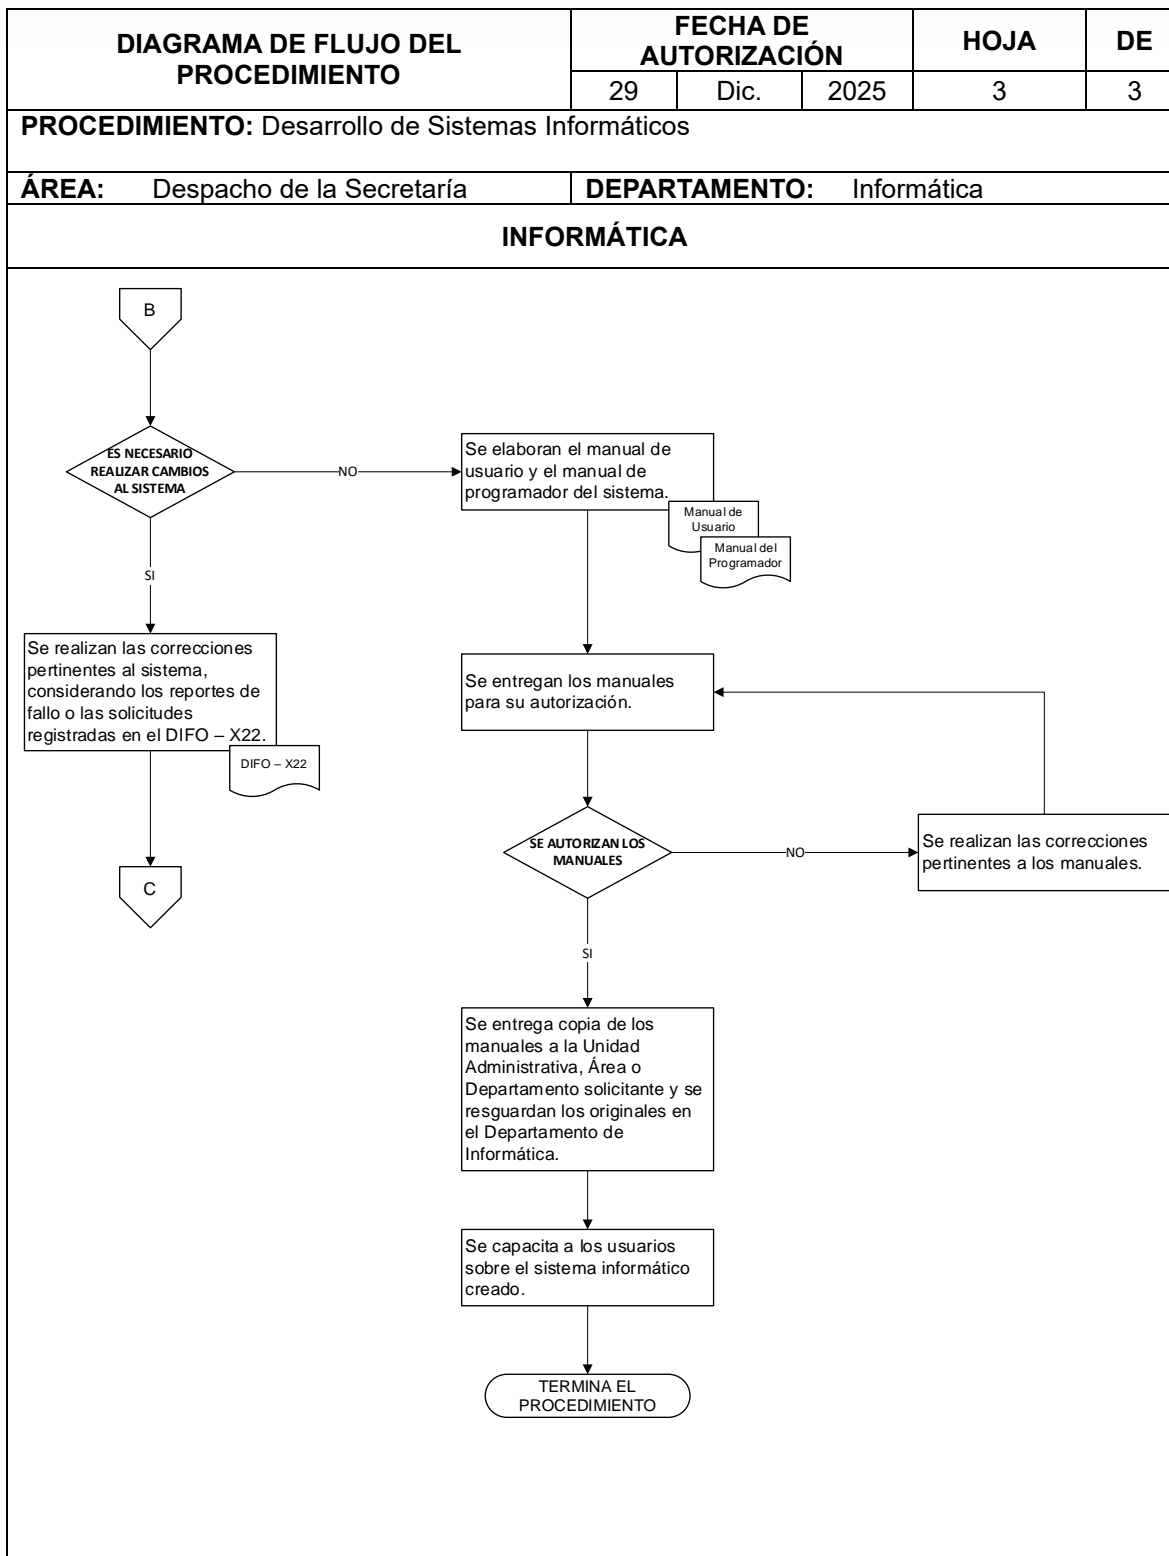 DIAGRAMA DE FLUJO DEL
PROCEDIMIENTO
FECHA DE
AUTORIZACIÓN
HOJA
DE
29
Dic.
2025
3
3
PROCEDIMIENTO: Desarrollo de Sistemas Informáticos
ÁREA: Despacho de la Secretaría
DEPARTAMENTO: Informática
INFORMÁTICA
B
ES NECESARIO
REALIZAR CAMBIOS
AL SISTEMA
NO
Se elaboran el manual de
usuario y el manual de
programador del sistema.
Manual de
Usuario
Manual del
Programador
SI
Se realizan las correcciones
pertinentes al sistema,
considerando los reportes de
fallo o las solicitudes
registradas en el DIFO – X22.
DIFO – X22
C
Se entregan los manuales
para su autorización.
SE AUTORIZAN LOS
MANUALES
NO
Se realizan las correcciones
pertinentes a los manuales.
SI
Se entrega copia de los
manuales a la Unidad
Administrativa, Área o
Departamento solicitante y se
resguardan los originales en
el Departamento de
Informática.
Se capacita a los usuarios
sobre el sistema informático
creado.
TERMINA EL
PROCEDIMIENTO